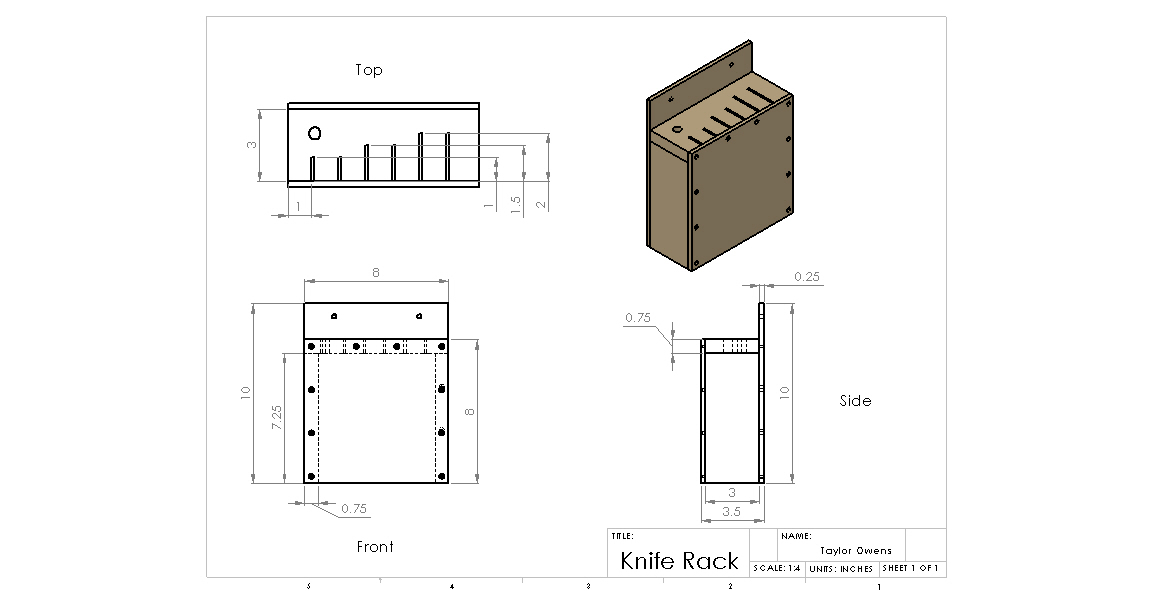 Top
3
1
1
1.5
2
8
0.25
0.75
10
7.25
8
10
Side
0.75
3
3.5
Front
TITLE:
Knife Rack
NAME:
Taylor Owens
SCALE: 1:4
UNITS: INCHES
SHEET 1 OF 1
5
4
3
2
1